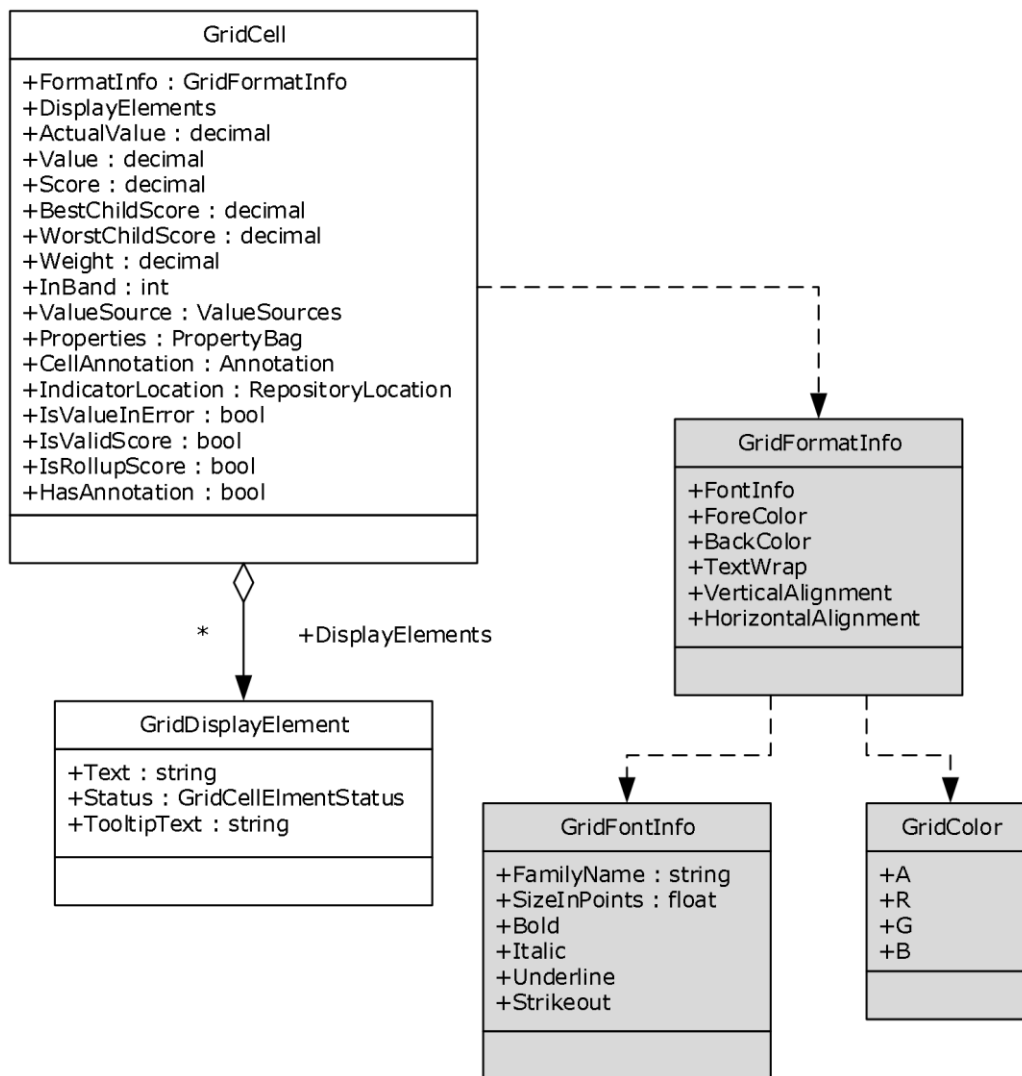 GridCell
+FormatInfo : GridFormatInfo
+DisplayElements
+ActualValue : decimal
+Value : decimal
+Score : decimal
+BestChildScore : decimal
+WorstChildScore : decimal
+Weight : decimal
+InBand : int
+ValueSource : ValueSources
+Properties : PropertyBag
+CellAnnotation : Annotation
+IndicatorLocation : RepositoryLocation
+IsValueInError : bool
+IsValidScore : bool
+IsRollupScore : bool
+HasAnnotation : bool
GridFormatInfo
+FontInfo
+ForeColor
+BackColor
+TextWrap
+VerticalAlignment
+HorizontalAlignment
* +DisplayElements
GridDisplayElement
+Text : string
+Status : GridCellElmentStatus
+TooltipText : string
GridFontInfo
+FamilyName : string
+SizeInPoints : float
+Bold
+Italic
+Underline
+Strikeout
GridColor
+A
+R
+G
+B